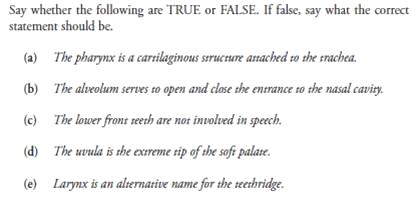 Say whether the following are TRUE or FALSE. If false, say what the correct
statement should be.
(a) The pharynx is a cartilaginous structure attached to the trachea.
(b) The alveolum serves to open and close the entrance to the nasal cavity.
(c) The lower front teeth are not involved in speech.
(d) The uvula is the extreme tip of the soft palate.
(e) Larynx is an alternative name for the teethridge.